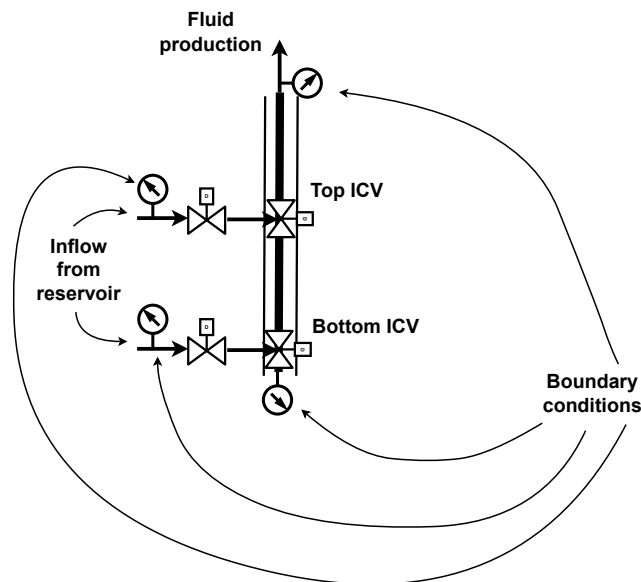 Fluid
production
Top ICV
Inflow
from
reservoir
Bottom ICV
Boundary
conditions